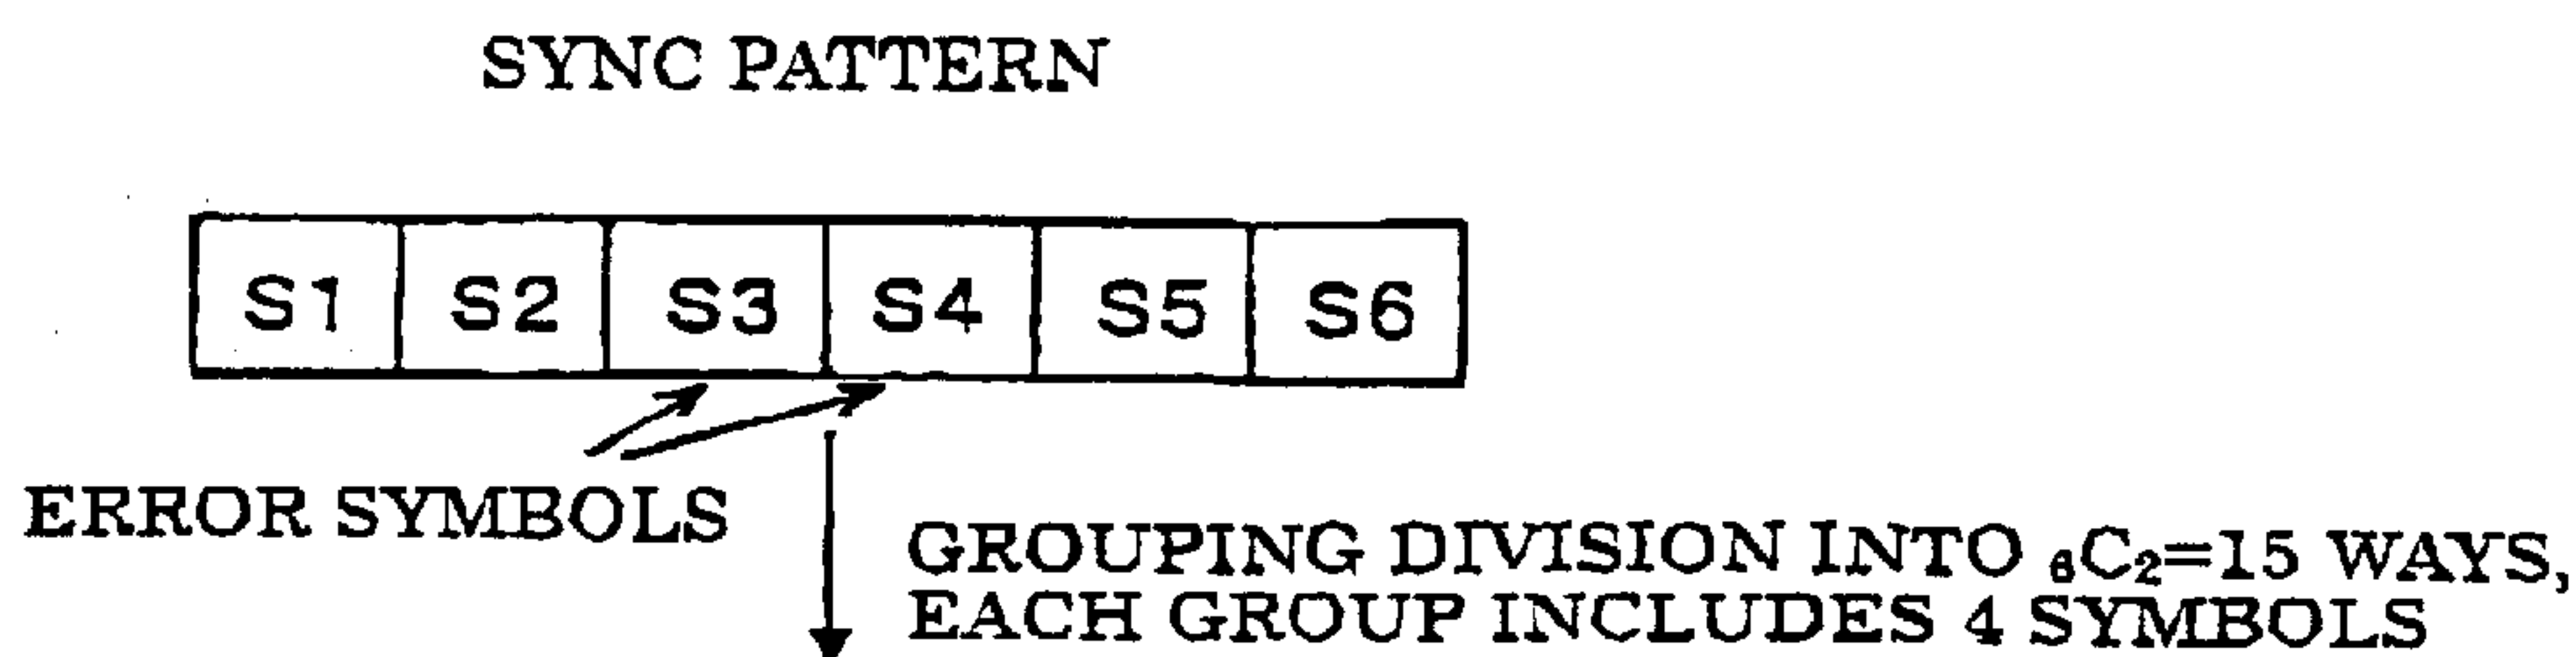 SYNC PATTERN
S1 S2 S3 S4 S5 S6
ERROR SYMBOLS
GROUPING DIVISION INTO ₆C₂=15 WAYS,
EACH GROUP INCLUDES 4 SYMBOLS